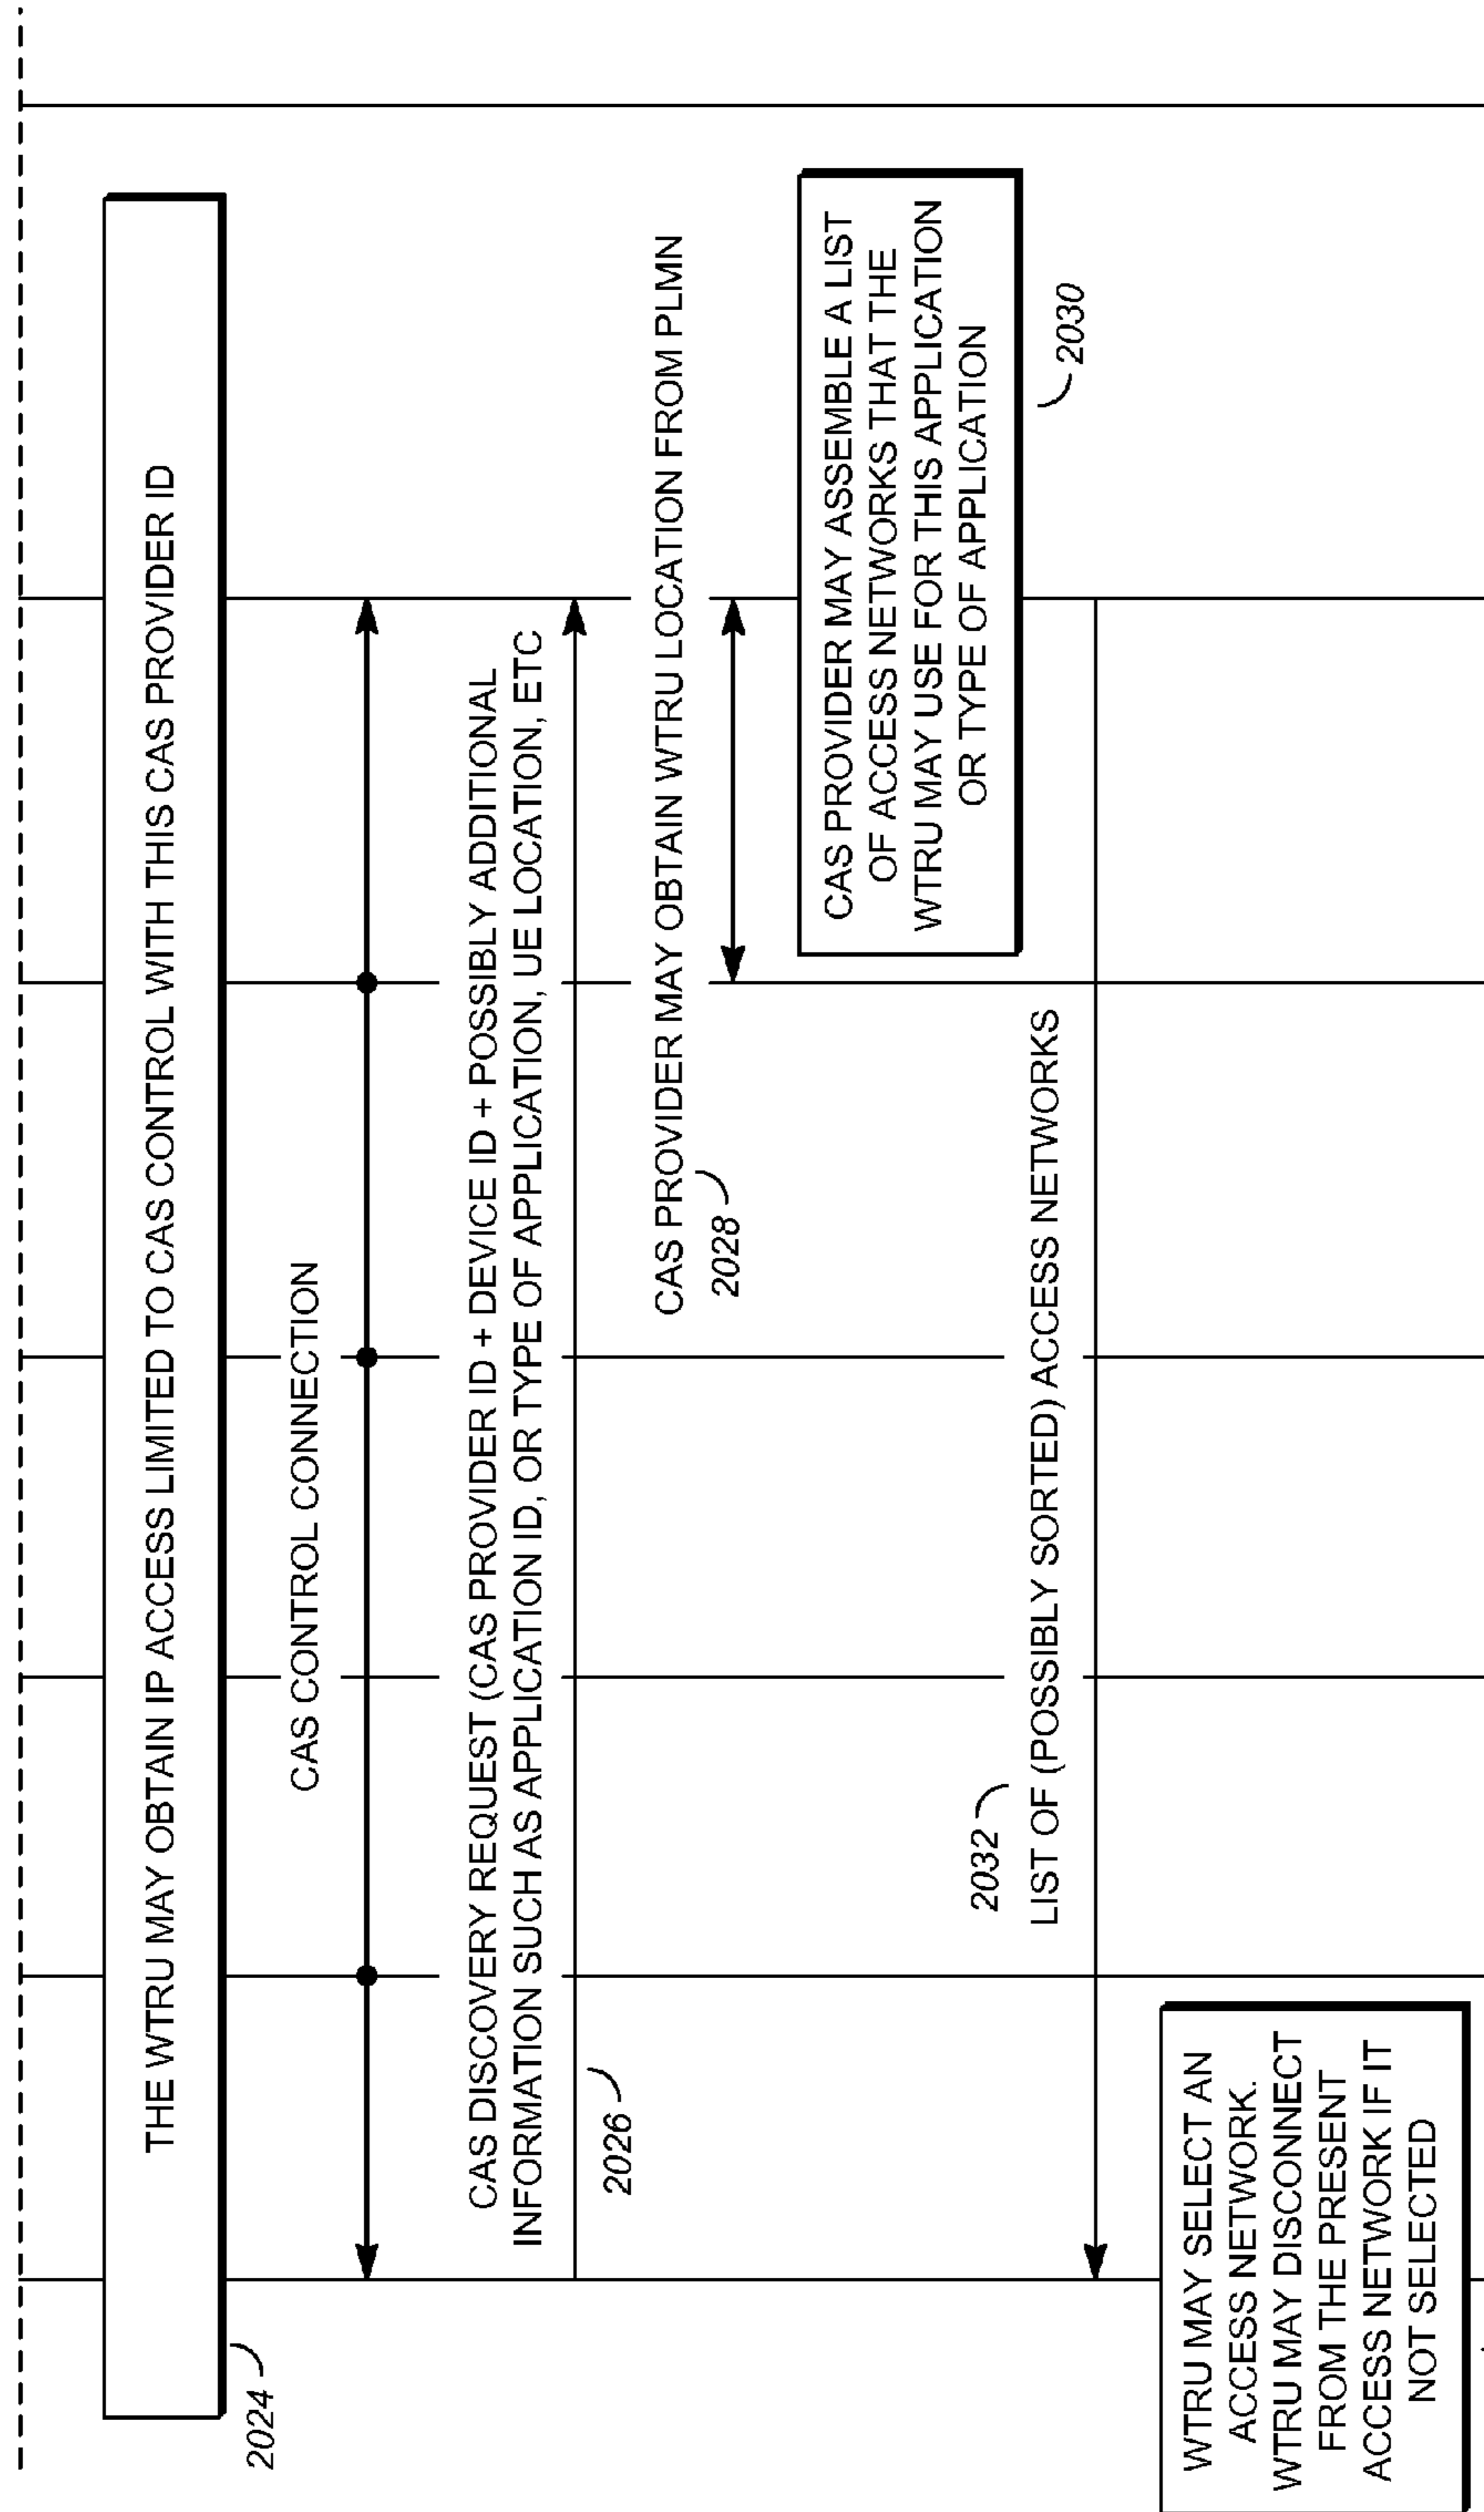 THE WTRU MAY OBTAIN IP ACCESS LIMITED TO CAS CONTROL WITH THIS CAS PROVIDER ID
2024
CAS CONTROL CONNECTION
CAS DISCOVERY REQUEST (CAS PROVIDER ID + DEVICE ID + POSSIBLY ADDITIONAL
INFORMATION SUCH AS APPLICATION ID, OR TYPE OF APPLICATION, UE LOCATION, ETC
2026
CAS PROVIDER MAY OBTAIN WTRU LOCATION FROM PLMN
2028
CAS PROVIDER MAY ASSEMBLE A LIST
OF ACCESS NETWORKS THAT THE
WTRU MAY USE FOR THIS APPLICATION
OR TYPE OF APPLICATION
2030
2032
LIST OF (POSSIBLY SORTED) ACCESS NETWORKS
WTRU MAY SELECT AN
ACCESS NETWORK.
WTRU MAY DISCONNECT
FROM THE PRESENT
ACCESS NETWORK IF IT
NOT SELECTED